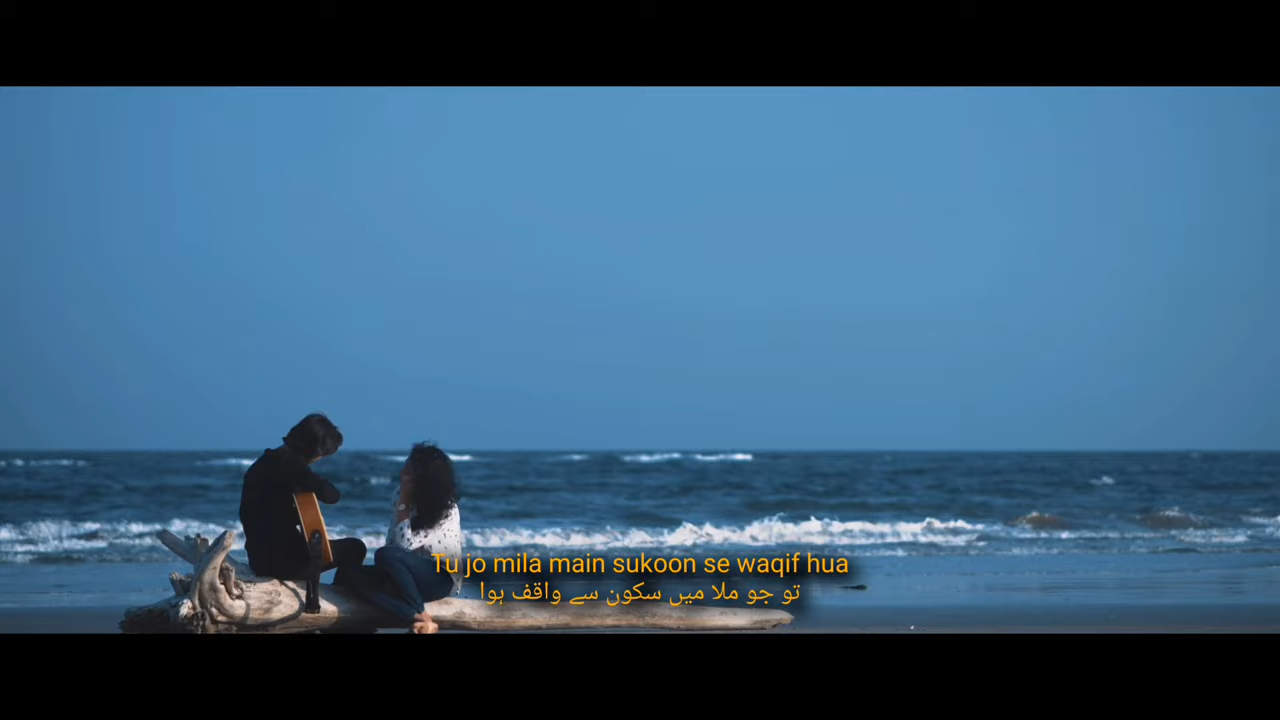 Tu jo mila main sukoon se waqif hua
تو جو ملا میں سکون سے واقف ہوا